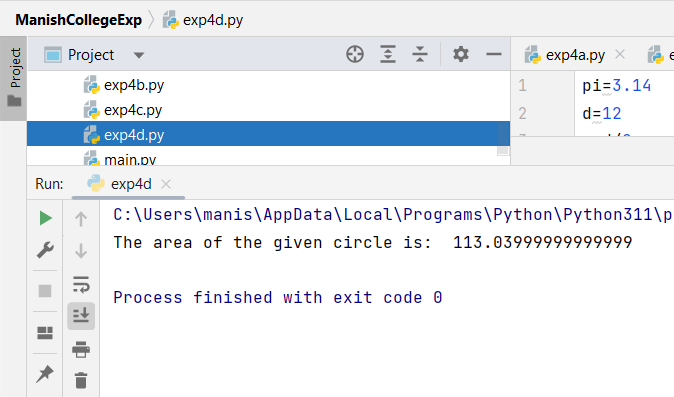 ManishCollegeExp
exp4d.py
Project
Project
exp4a.py
exp4b.py
exp4c.py
exp4d.py
main.py
1 pi=3.14
2 d=12
Run: exp4d
C:\Users\manis\AppData\Local\Programs\Python\Python311\p
The area of the given circle is:  113.03999999999999
Process finished with exit code 0